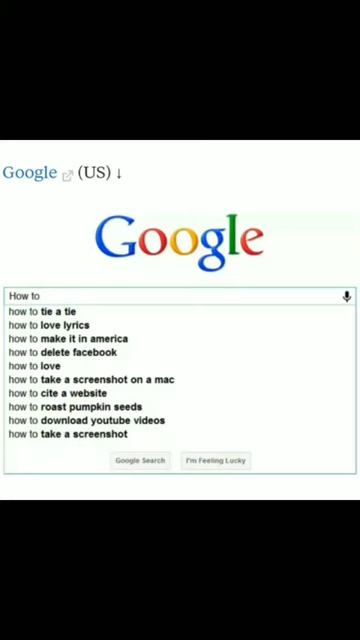 Google (US) ↓
Google
How to
how to tie a tie
how to love lyrics
how to make it in america
how to delete facebook
how to love
how to take a screenshot on a mac
how to cite a website
how to roast pumpkin seeds
how to download youtube videos
how to take a screenshot
Google Search I'm Feeling Lucky